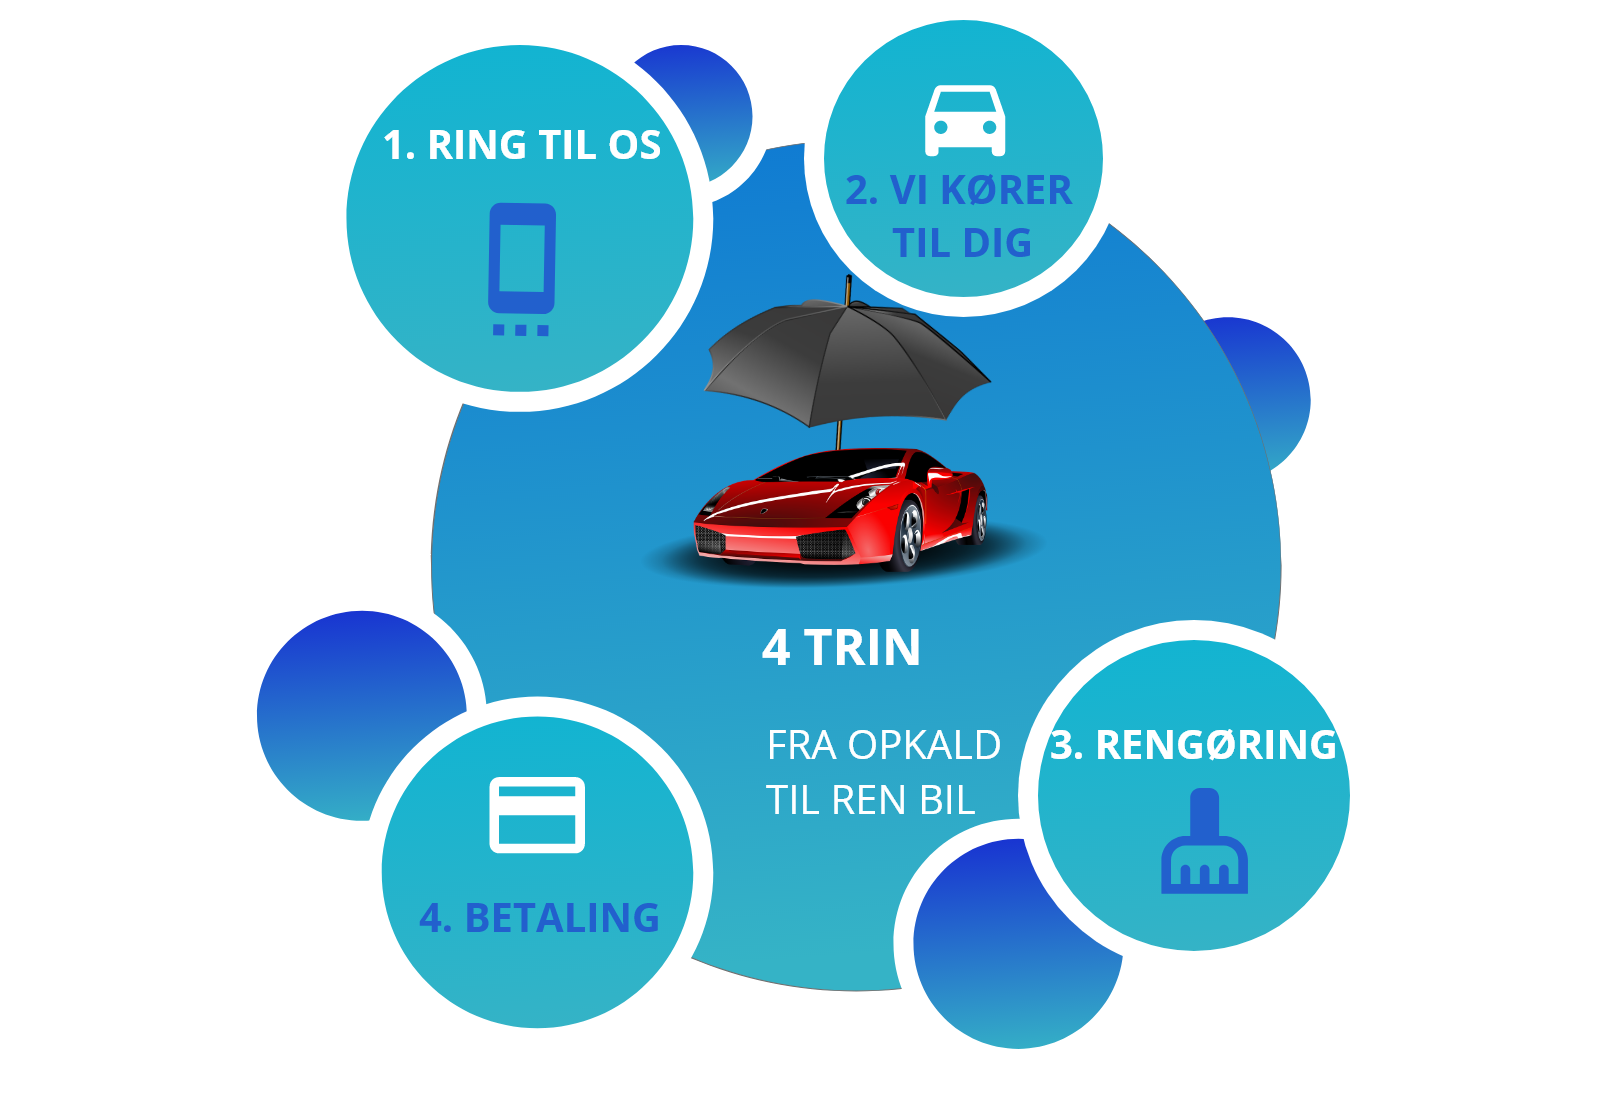 1. RING TIL OS
2. VI KØRER
TIL DIG
4 TRIN
FRA OPKALD
TIL REN BIL
3. RENGØRING
4. BETALING